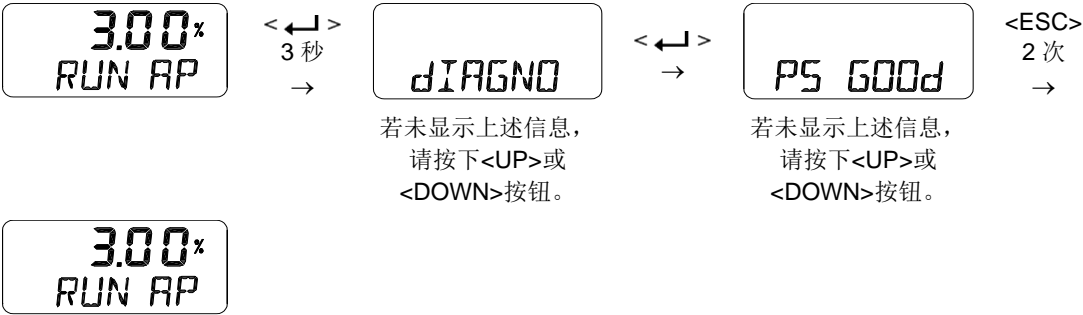 3.00%
RUN AP
< ↵ >
3 秒
→
dIAGNO
若未显示上述信息,
请按下<UP>或
<DOWN>按钮。
< ↵ >
→
PS GOOd
若未显示上述信息,
请按下<UP>或
<DOWN>按钮。
<ESC>
2 次
→
3.00%
RUN AP